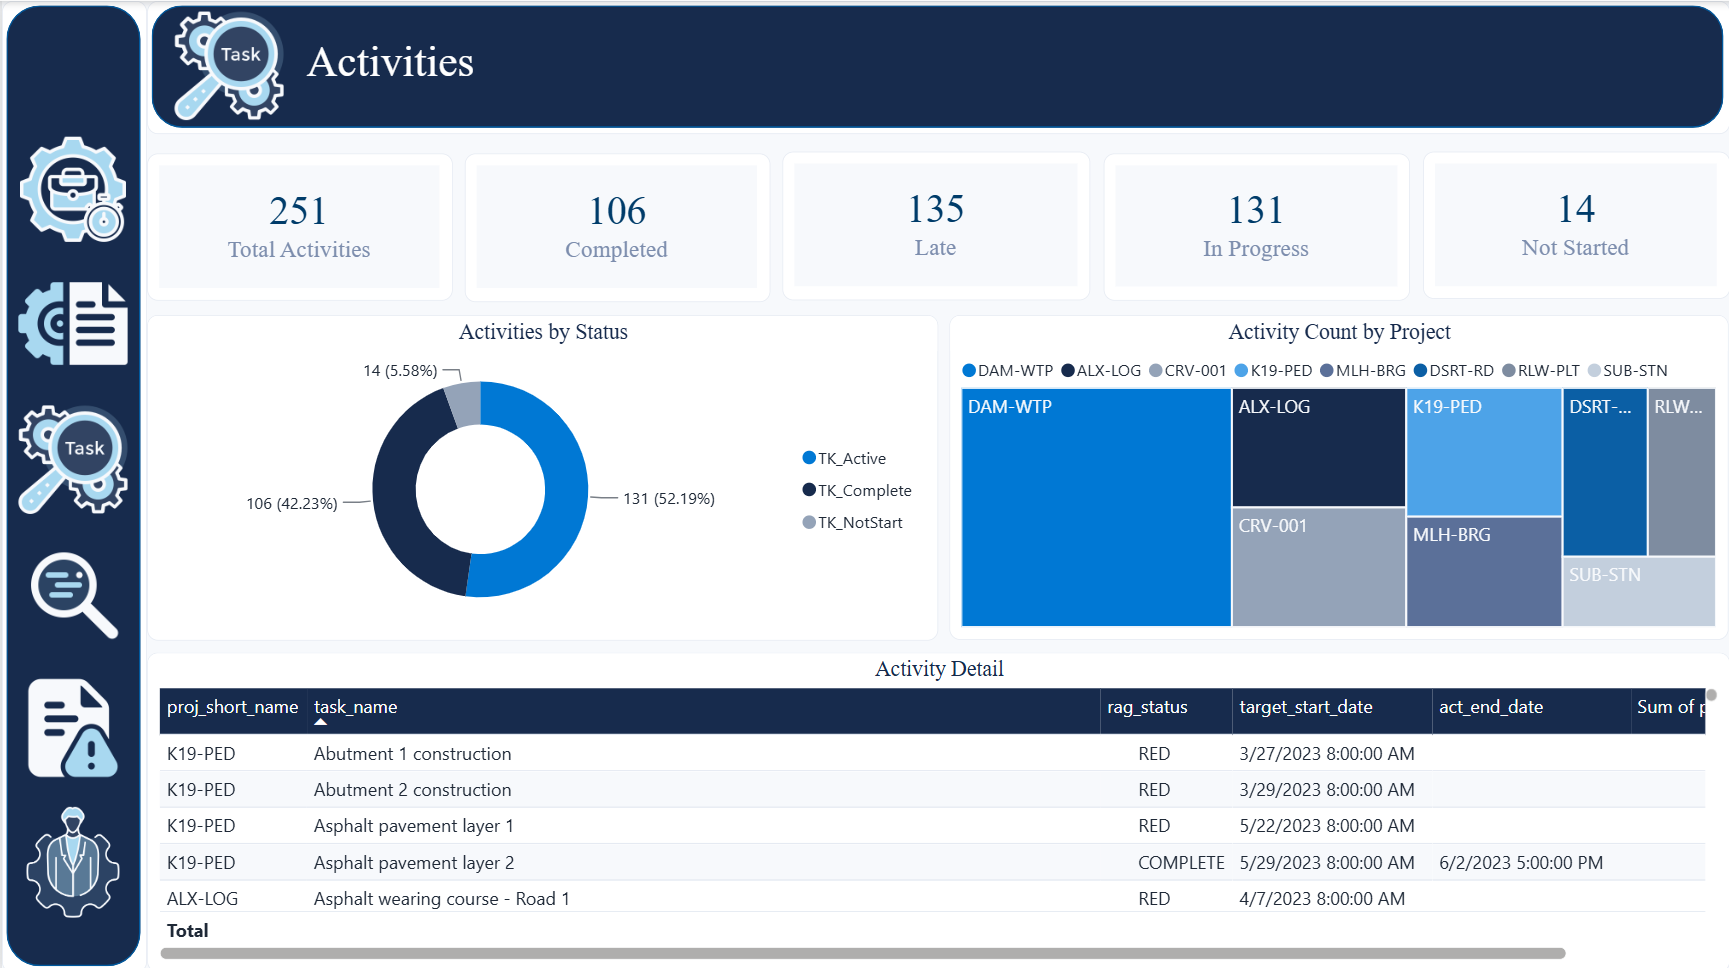 Task
Activities
251
Total Activities
106
Completed
135
Late
131
In Progress
14
Not Started
Task
Activities by Status
14 (5.58%)
106 (42.23%)
131 (52.19%)
TK_Active
TK_Complete
TK_NotStart
Activity Count by Project
DAM-WTP ALX-LOG CRV-001 K19-PED MLH-BRG DSRT-RD RLW-PLT SUB-STN
DAM-WTP
ALX-LOG
CRV-001
K19-PED
MLH-BRG
DSRT-...
RLW...
SUB-STN
Activity Detail
proj_short_name task_name rag_status target_start_date act_end_date Sum of p
K19-PED Abutment 1 construction RED 3/27/2023 8:00:00 AM
K19-PED Abutment 2 construction RED 3/29/2023 8:00:00 AM
K19-PED Asphalt pavement layer 1 RED 5/22/2023 8:00:00 AM
K19-PED Asphalt pavement layer 2 COMPLETE 5/29/2023 8:00:00 AM 6/2/2023 5:00:00 PM
ALX-LOG Asphalt wearing course - Road 1 RED 4/7/2023 8:00:00 AM
Total